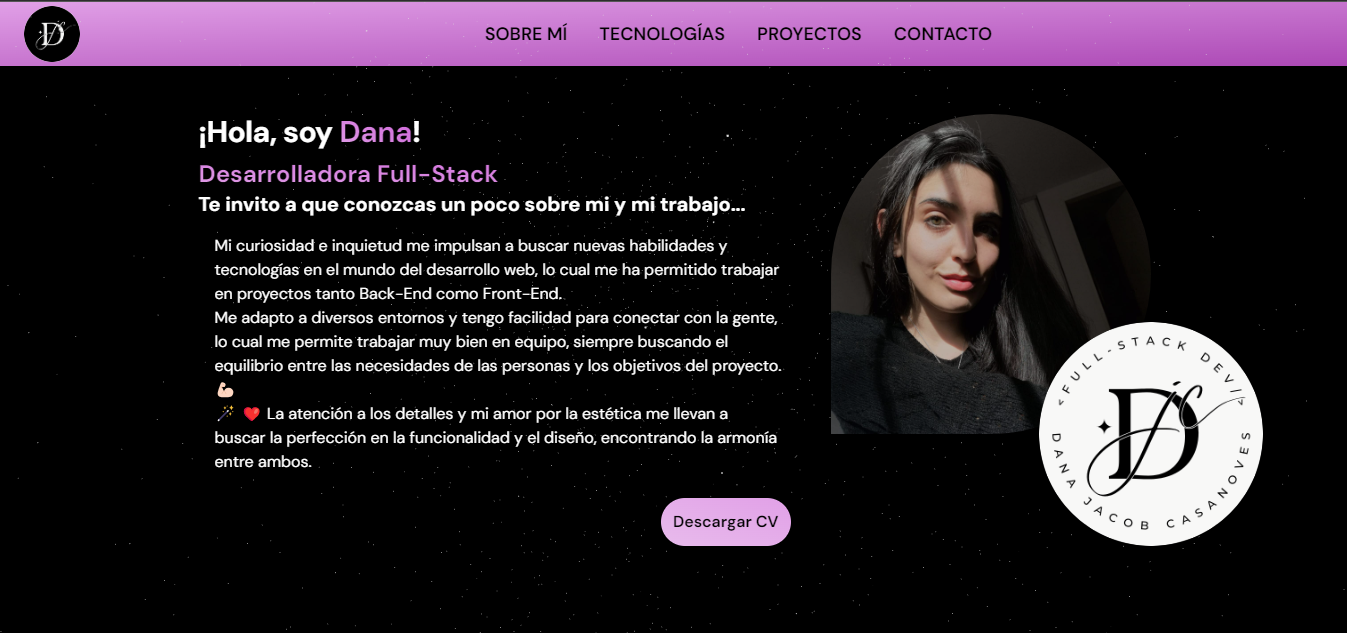 SOBRE MÍ TECNOLOGÍAS PROYECTOS CONTACTO
¡Hola, soy Dana!
Desarrolladora Full-Stack
Te invito a que conozcas un poco sobre mi y mi trabajo...
Mi curiosidad e inquietud me impulsan a buscar nuevas habilidades y
tecnologías en el mundo del desarrollo web, lo cual me ha permitido trabajar
en proyectos tanto Back-End como Front-End.
Me adapto a diversos entornos y tengo facilidad para conectar con la gente,
lo cual me permite trabajar muy bien en equipo, siempre buscando el
equilibrio entre las necesidades de las personas y los objetivos del proyecto.
💪🏻
🪄 ❤️ La atención a los detalles y mi amor por la estética me llevan a
buscar la perfección en la funcionalidad y el diseño, encontrando la armonía
entre ambos.
Descargar CV
<FULL-STACK DEV//>
DJC
DANA JACOB CASANOVES